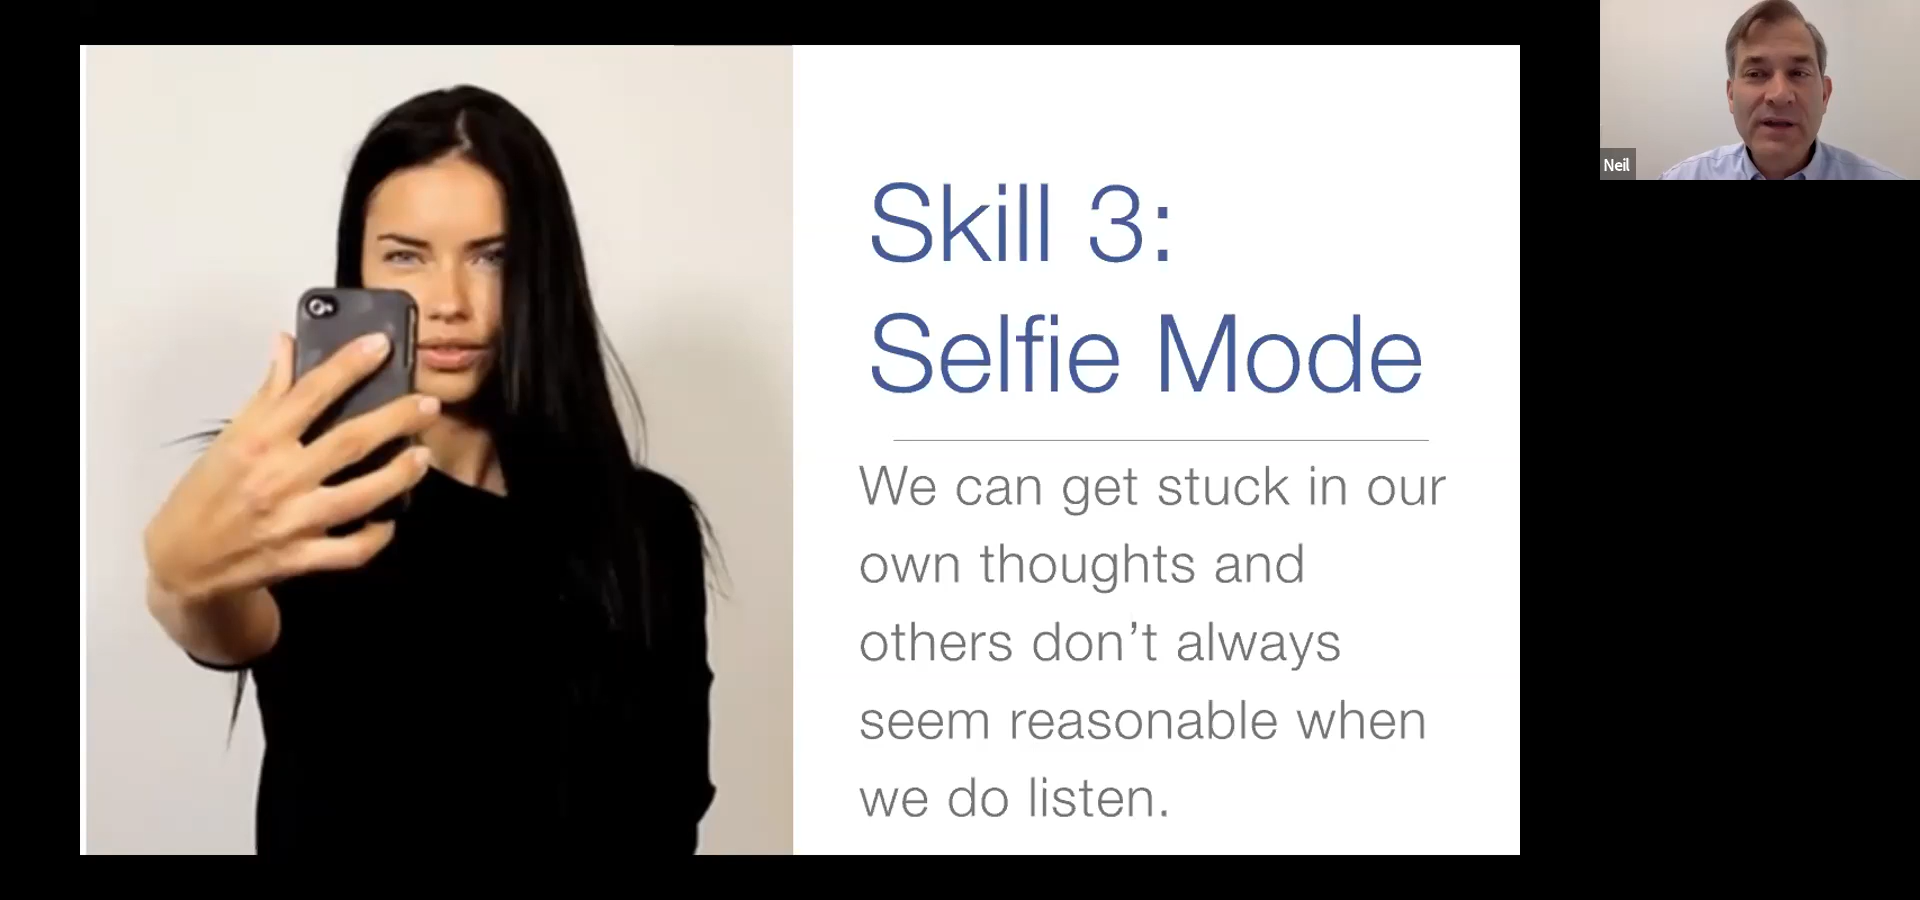 Skill 3:
Selfie Mode
We can get stuck in our
own thoughts and
others don’t always
seem reasonable when
we do listen.
Neil